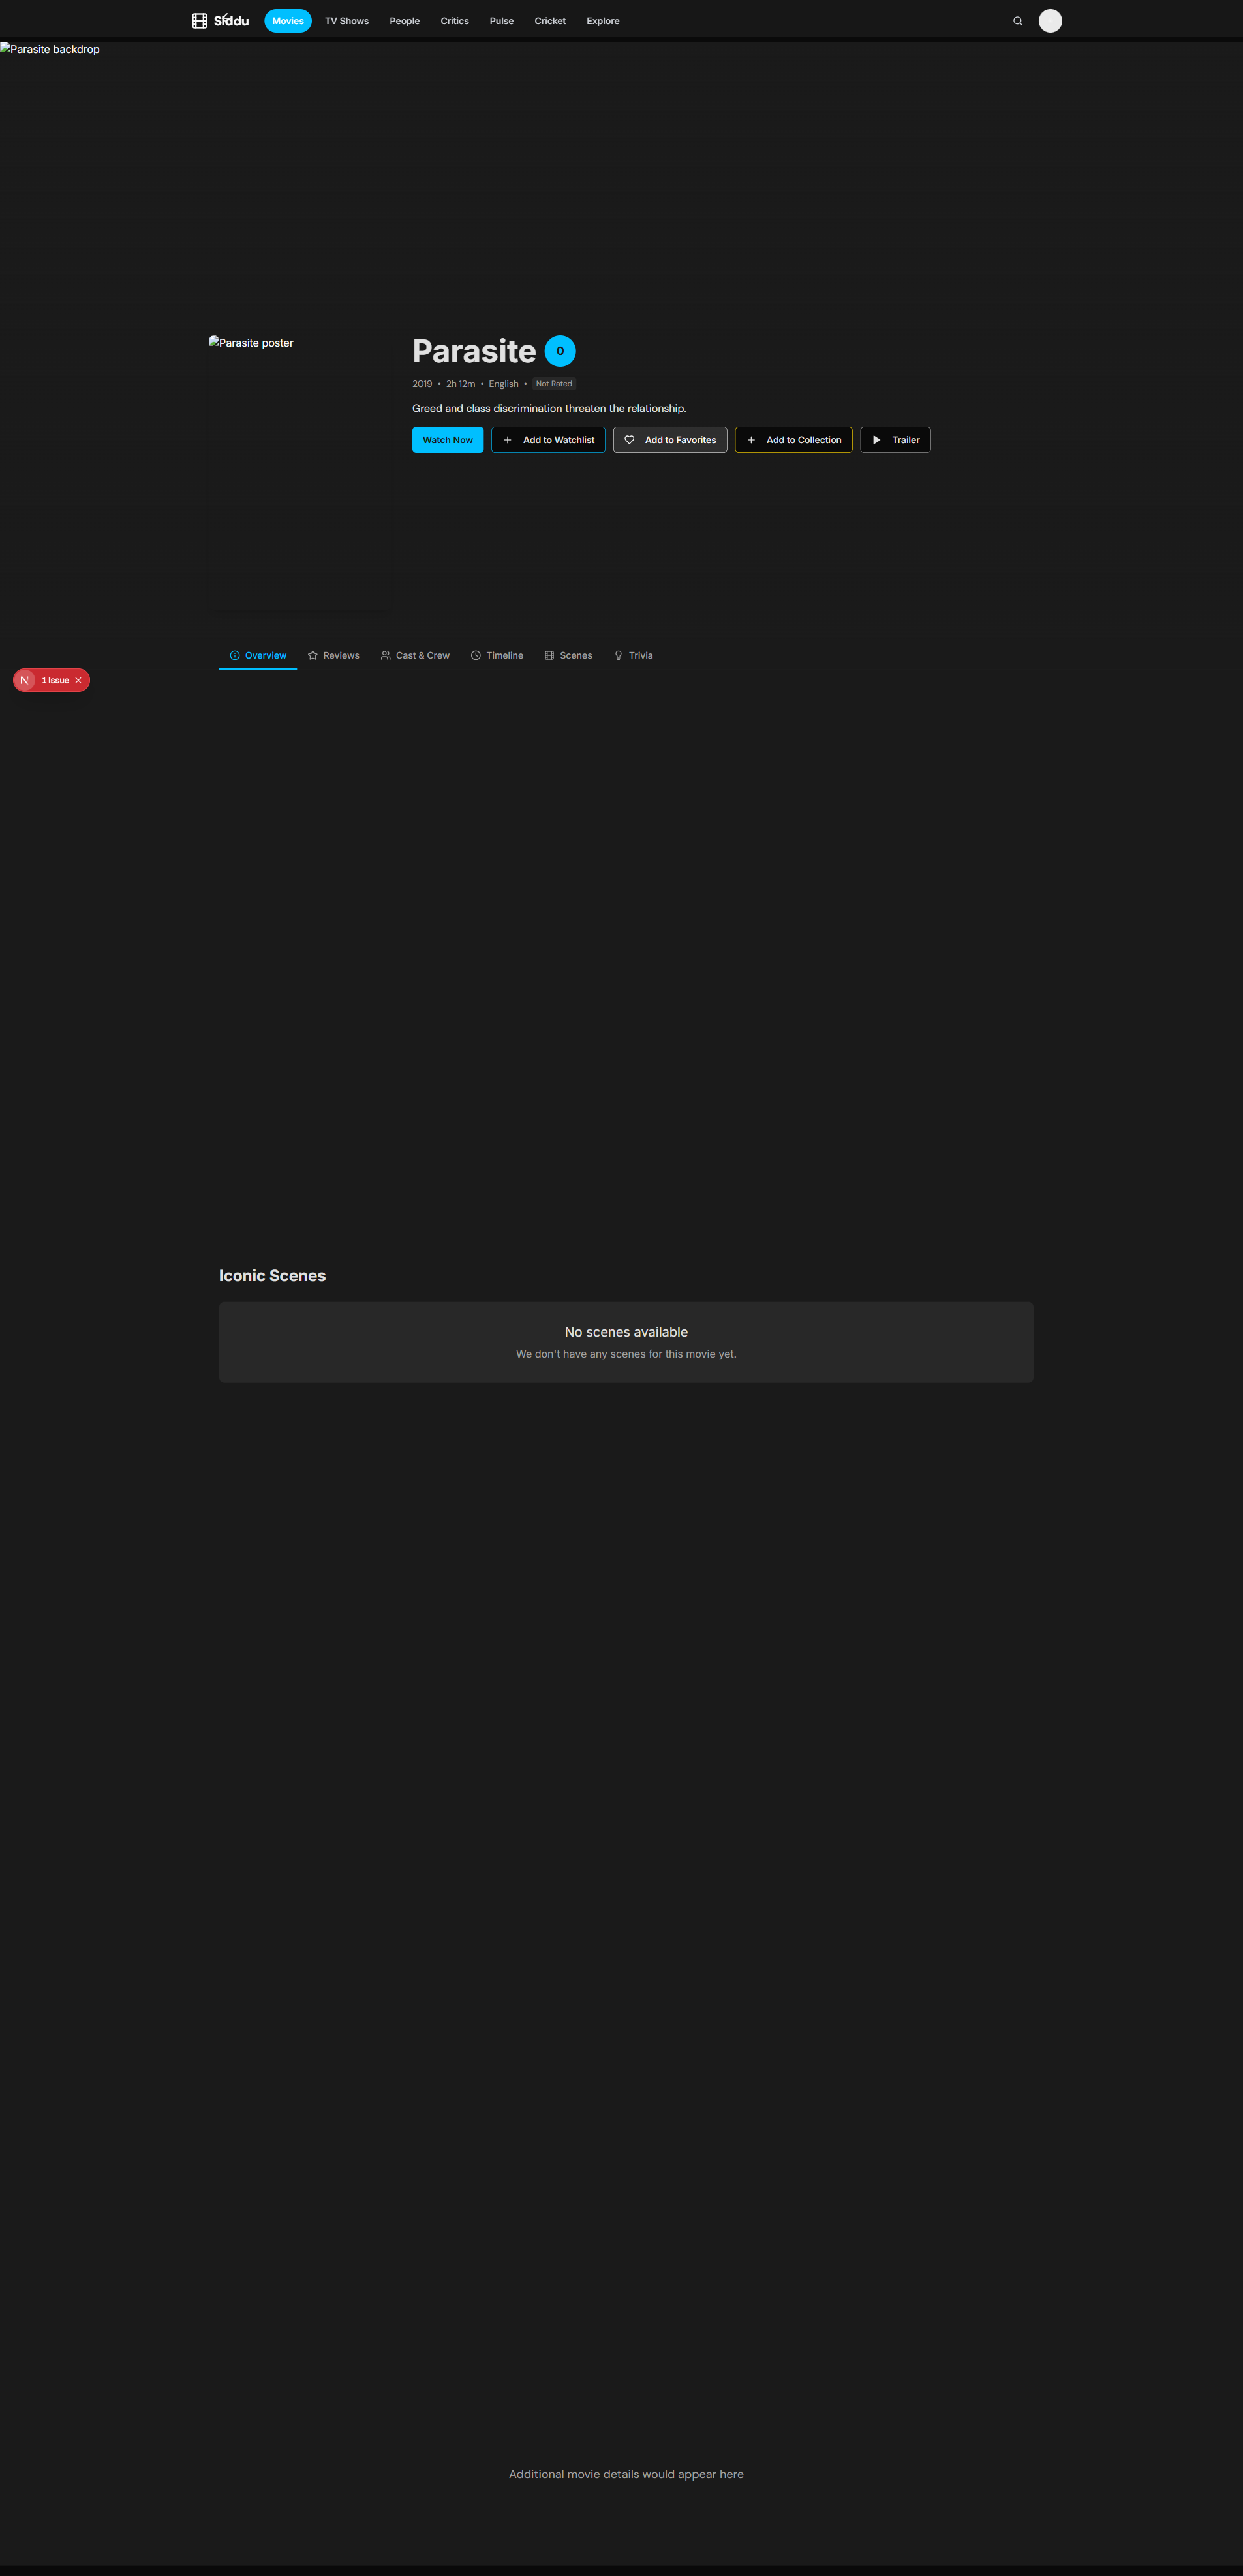 Siddu Movies TV Shows People Critics Pulse Cricket Explore
Parasite backdrop
Parasite poster
Parasite 0
2019 • 2h 12m • English • Not Rated
Greed and class discrimination threaten the relationship.
Watch Now Add to Watchlist Add to Favorites Add to Collection Trailer
Overview Reviews Cast & Crew Timeline Scenes Trivia
N 1 Issue
Iconic Scenes
No scenes available
We don't have any scenes for this movie yet.
Additional movie details would appear here